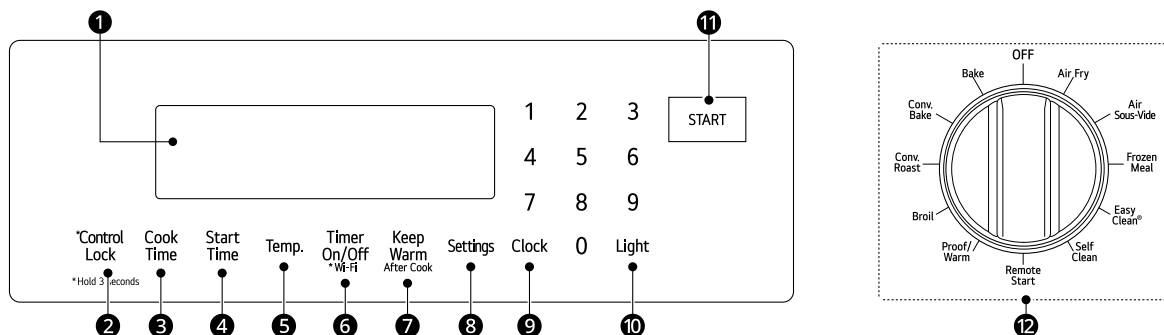 1
11
1 2 3
START
4 5 6
7 8 9
*Control Lock
*Hold 3 seconds
Cook Time
Start Time
Temp.
Timer On/Off
*Wi-Fi
Keep Warm
After Cook
Settings
Clock
0
Light
2 3 4 5 6 7 8 9 10
OFF
Air Fry
Air Sous-Vide
Frozen Meal
Easy Clean®
Self Clean
Remote Start
Proof/ Warm
Broil
Conv. Roast
Conv. Bake
Bake
12